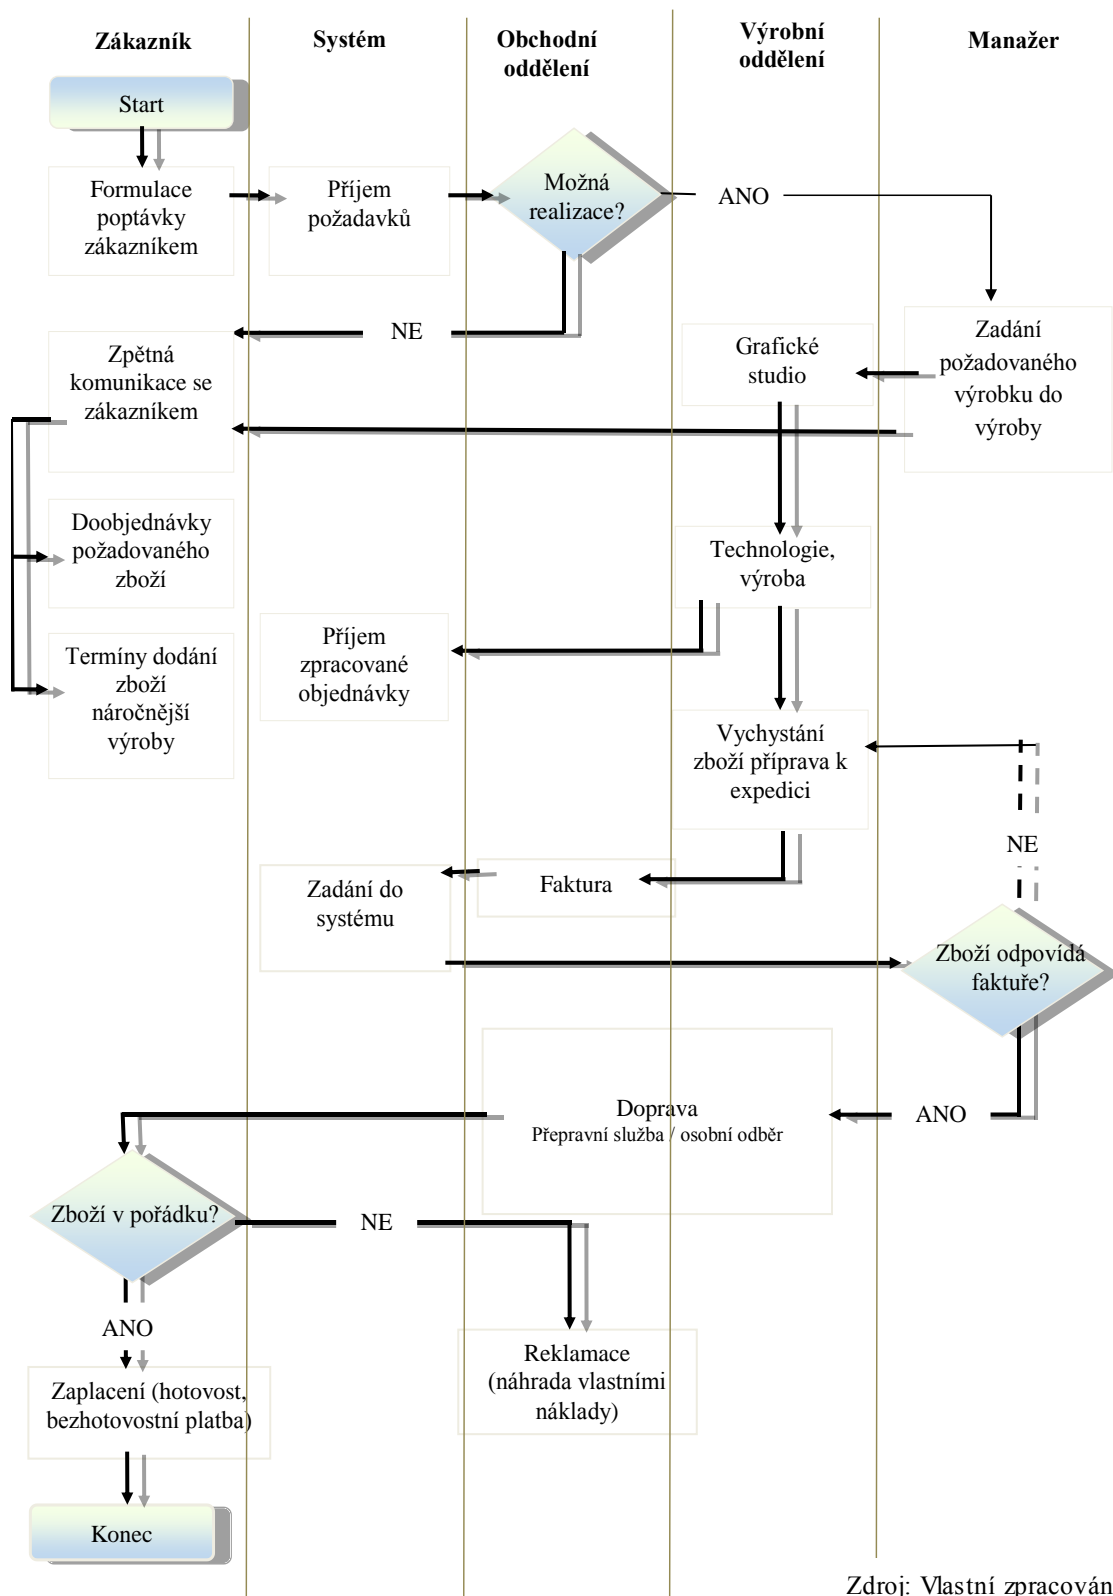 Zákazník
Systém
Obchodní
oddělení
Výrobní
oddělení
Manažer
Start
Formulace
poptávky
zákazníkem
Příjem
požadavků
Možná
realizace?
ANO
NE
Zpětná
komunikace se
zákazníkem
Grafické
studio
Zadání
požadovaného
výrobku do
výroby
Doobjednávky
požadovaného
zboží
Technologie,
výroba
Příjem
zpracované
objednávky
Termíny dodání
zboží
náročnější
výroby
Vychystání
zboží příprava k
expedici
NE
Zadání do
systému
Faktura
Zboží odpovídá
faktuře?
ANO
Doprava
Přepravní služba / osobní odběr
Zboží v pořádku?
NE
ANO
Reklamace
(náhrada vlastními
náklady)
Zaplacení (hotovost,
bezhotovostní platba)
Konec
Zdroj: Vlastní zpracován